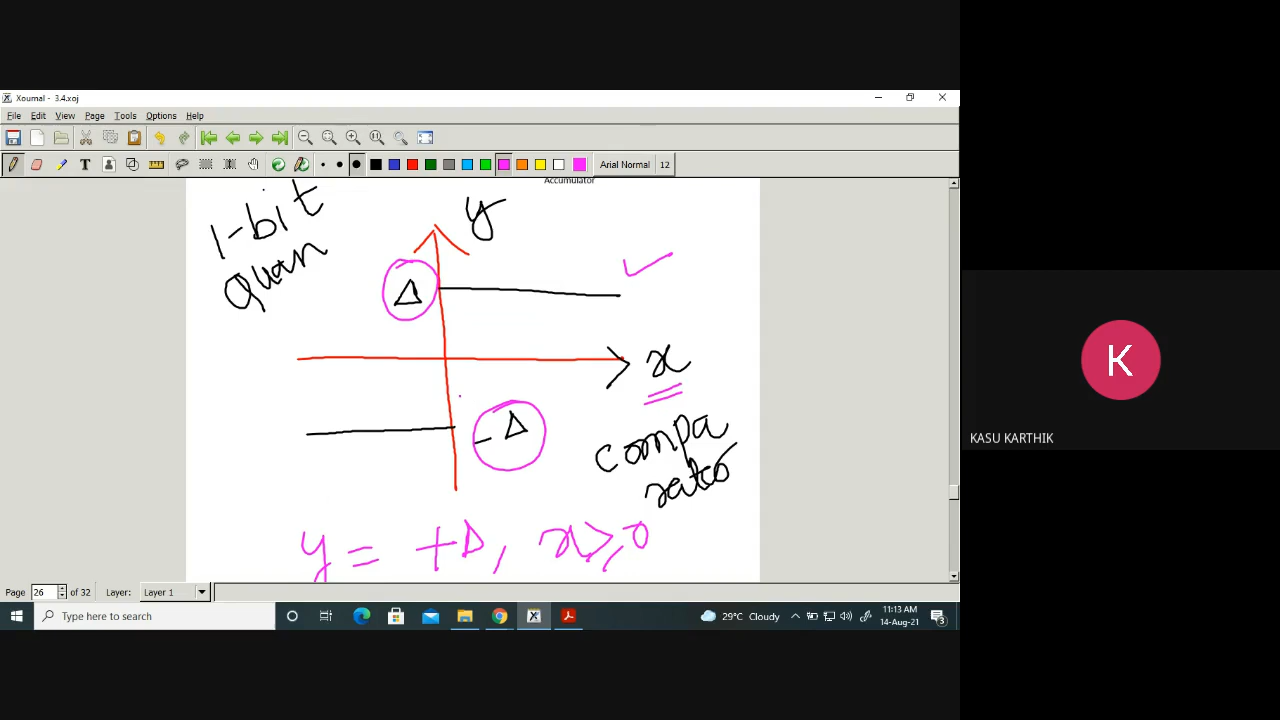 Xournal - 3.4.xoj
File Edit View Page Tools Options Help
Arial Normal 12
Accumulator
1-bit
Quan
y
Δ
x
-Δ
compa
rator
y = +Δ, x ≥ 0
KASU KARTHIK
K
Page 26 of 32 Layer: Layer 1
Type here to search
29°C Cloudy
11:13 AM
14-Aug-21
3